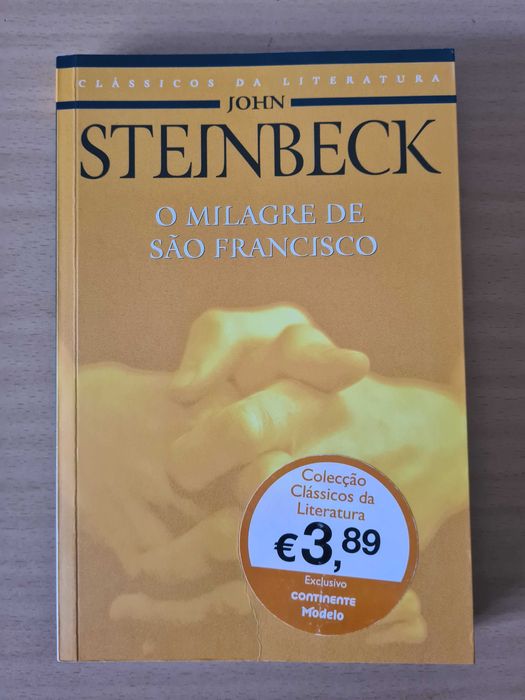 CLÁSSICOS DA LITERATURA
JOHN
STEINBECK
O MILAGRE DE
SÃO FRANCISCO
Colecção
Clássicos da
Literatura
€3,89
Exclusivo
CONTINENTE
Modelo